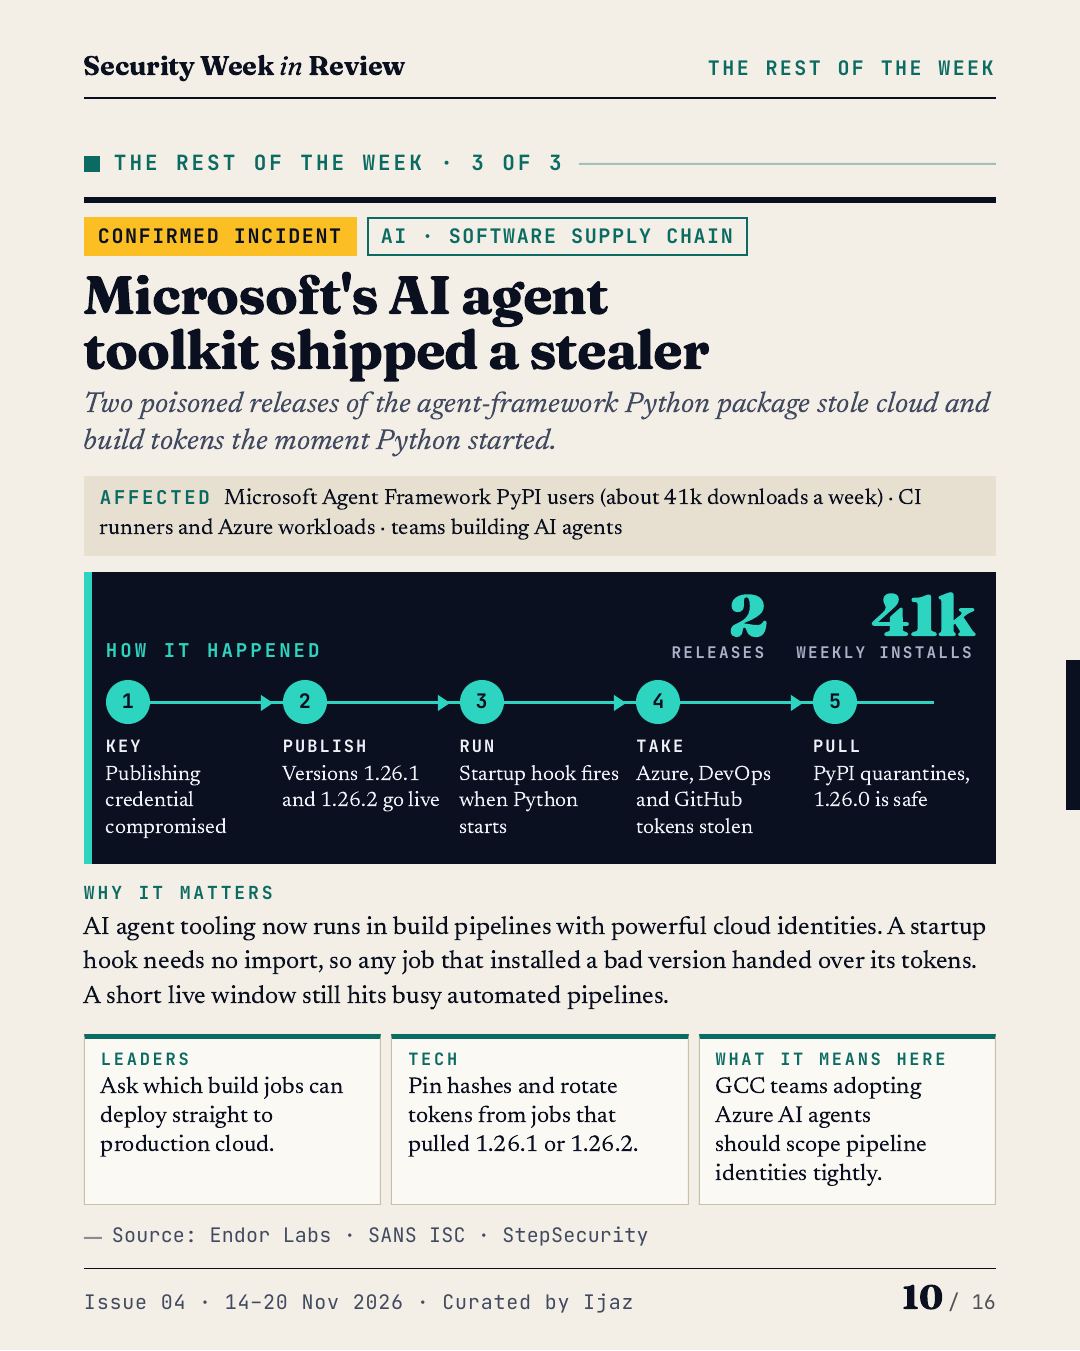 Security Week in Review
THE REST OF THE WEEK
THE REST OF THE WEEK · 3 OF 3
CONFIRMED INCIDENT
AI · SOFTWARE SUPPLY CHAIN
Microsoft's AI agent
toolkit shipped a stealer
Two poisoned releases of the agent-framework Python package stole cloud and
build tokens the moment Python started.
AFFECTED Microsoft Agent Framework PyPI users (about 41k downloads a week) · CI
runners and Azure workloads · teams building AI agents
HOW IT HAPPENED
2
RELEASES
41k
WEEKLY INSTALLS
1
KEY
Publishing
credential
compromised
2
PUBLISH
Versions 1.26.1
and 1.26.2 go live
3
RUN
Startup hook fires
when Python
starts
4
TAKE
Azure, DevOps
and GitHub
tokens stolen
5
PULL
PyPI quarantines,
1.26.0 is safe
WHY IT MATTERS
AI agent tooling now runs in build pipelines with powerful cloud identities. A startup
hook needs no import, so any job that installed a bad version handed over its tokens.
A short live window still hits busy automated pipelines.
LEADERS
Ask which build jobs can
deploy straight to
production cloud.
TECH
Pin hashes and rotate
tokens from jobs that
pulled 1.26.1 or 1.26.2.
WHAT IT MEANS HERE
GCC teams adopting
Azure AI agents
should scope pipeline
identities tightly.
— Source: Endor Labs · SANS ISC · StepSecurity
Issue 04 · 14–20 Nov 2026 · Curated by Ijaz
10 / 16